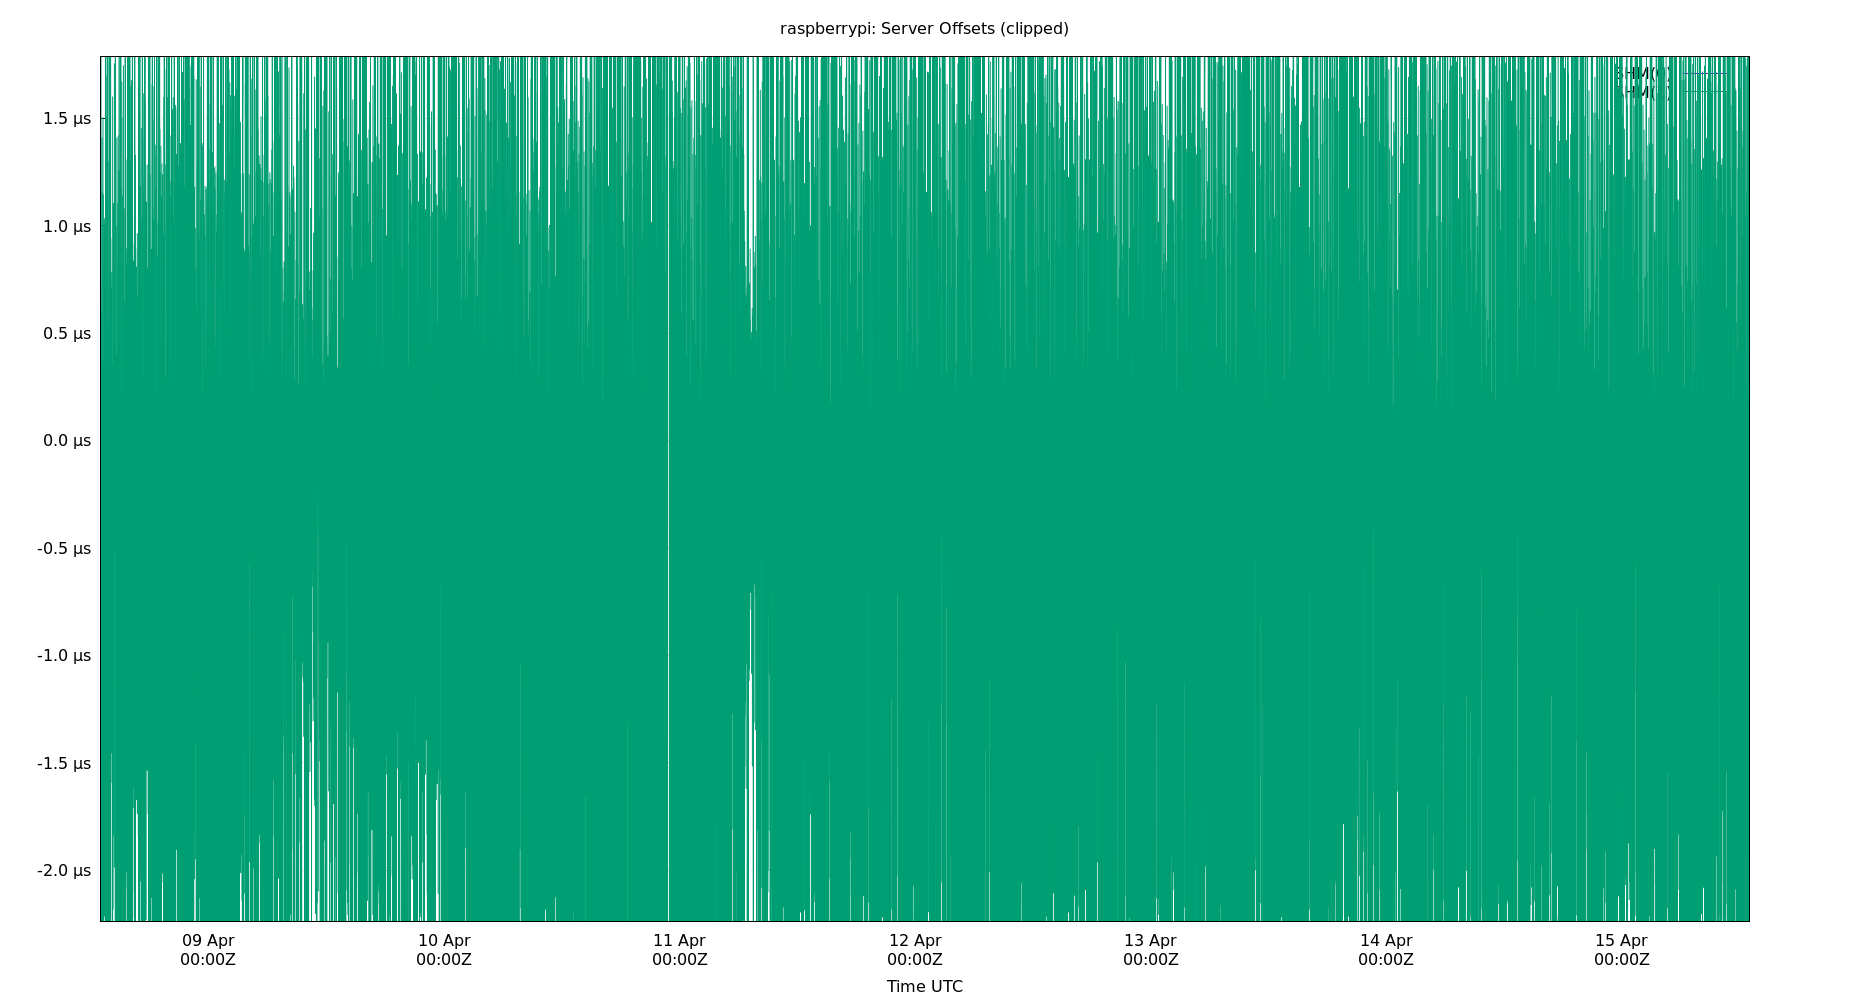 raspberrypi: Server Offsets (clipped)
1.5 µs
1.0 µs
0.5 µs
0.0 µs
-0.5 µs
-1.0 µs
-1.5 µs
-2.0 µs
09 Apr 10 Apr 11 Apr 12 Apr 13 Apr 14 Apr 15 Apr
00:00Z 00:00Z 00:00Z 00:00Z 00:00Z 00:00Z 00:00Z
Time UTC